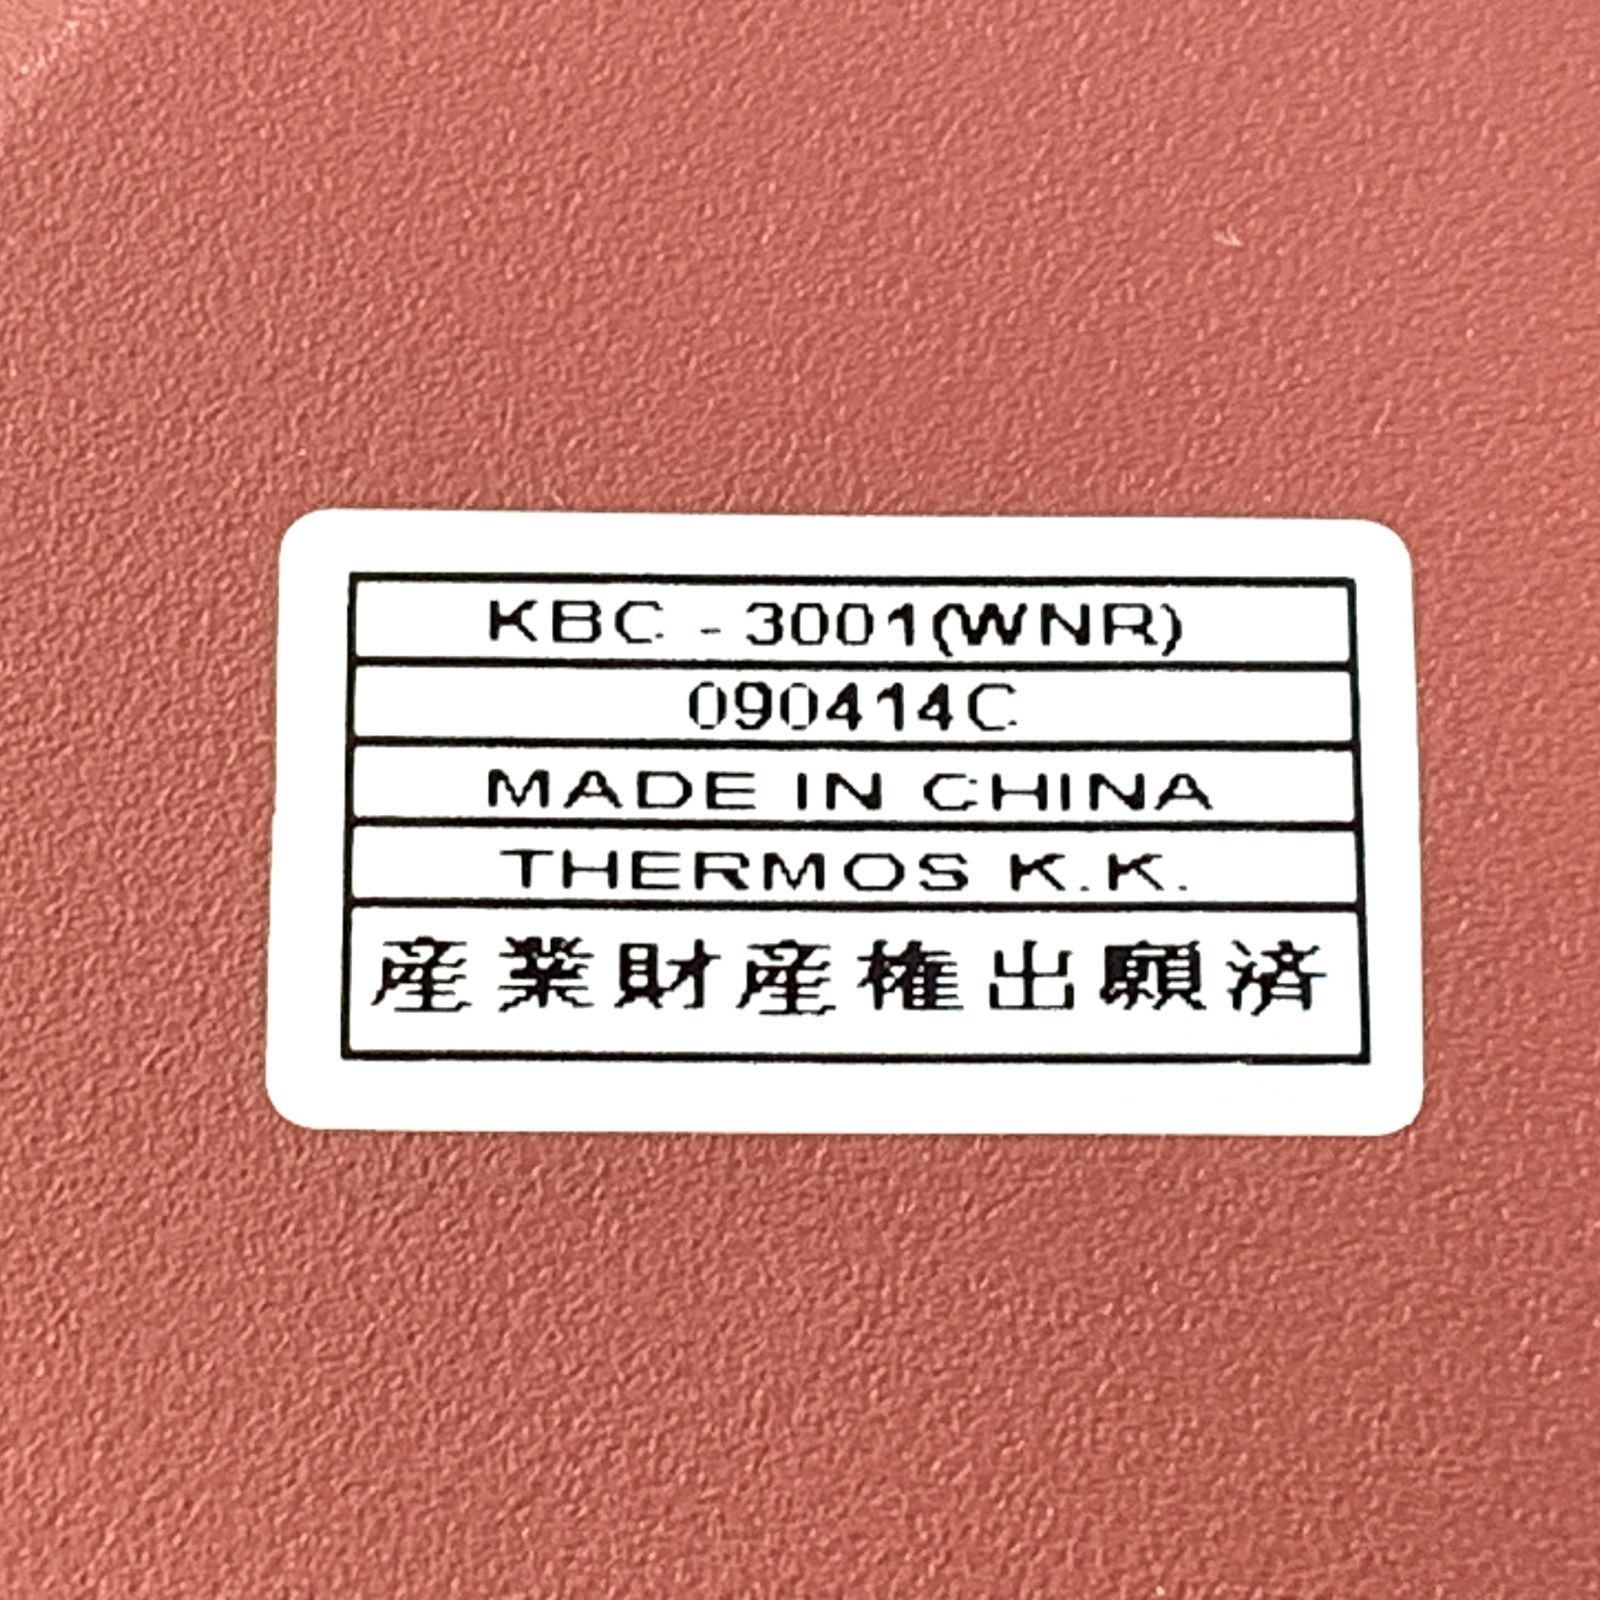 KBC - 3001(WNR)
090414C
MADE IN CHINA
THERMOS K.K.
産業財産権出願済